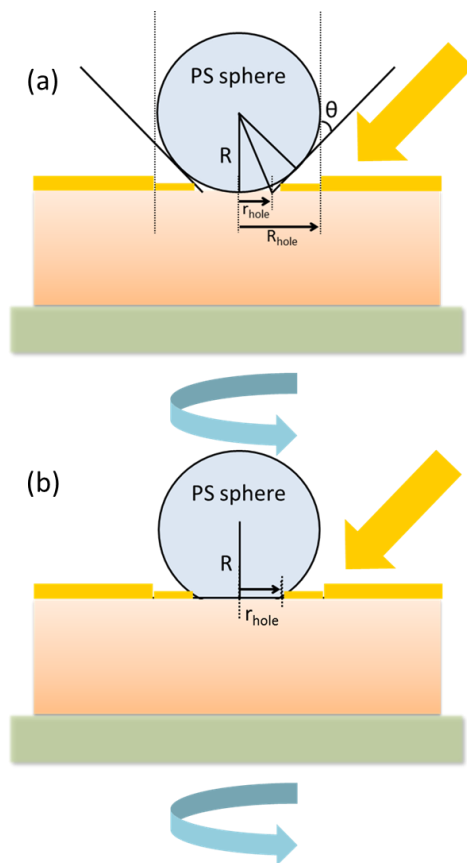 (a)
PS sphere
θ
R
rhole
Rhole
(b)
PS sphere
R
rhole